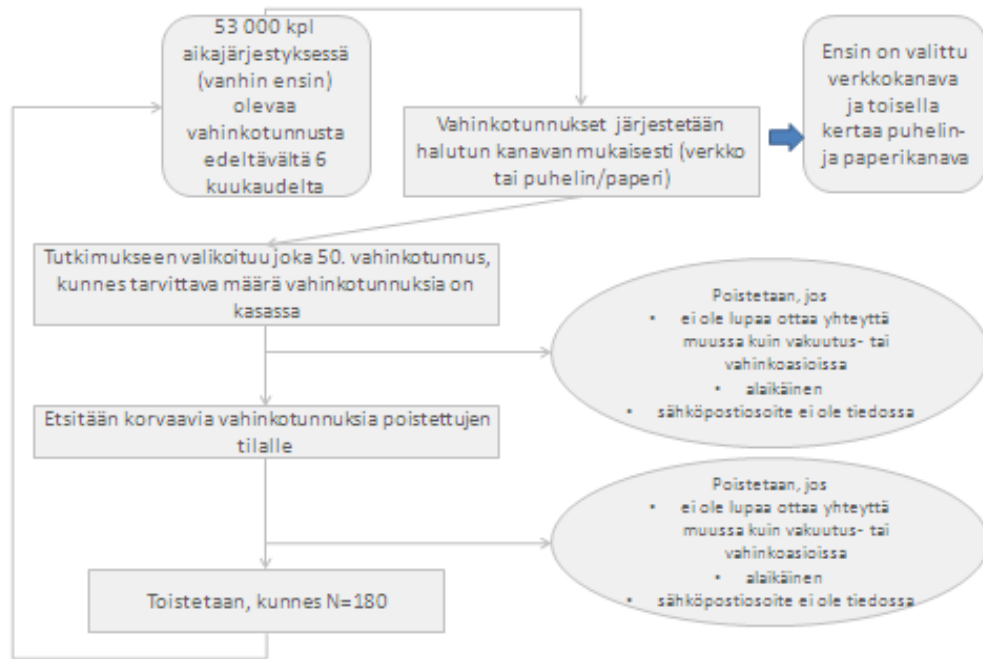 53 000 kpl
aikajärjestyksessä
(vanhin ensin)
olevaa
vahinkotunnusta
edeltävältä 6
kuukaudelta
Vahinkotunnukset järjestetään
halutun kanavan mukaisesti (verkko
tai puhelin/paperi)
Ensin on valittu
verkkokanava
ja toisella
kertaa puhelin-
ja paperikanava
Tutkimukseen valikoituu joka 50. vahinkotunnus,
kunnes tarvittava määrä vahinkotunnuksia on
kasassa
Poistetaan, jos
• ei ole lupaa ottaa yhteyttä
muussa kuin vakuutus- tai
vahinkoasioissa
• alaikäinen
• sähköpostiosoite ei ole tiedossa
Etsitään korvaavia vahinkotunnuksia poistettujen
tilalle
Poistetaan, jos
• ei ole lupaa ottaa yhteyttä
muussa kuin vakuutus- tai
vahinkoasioissa
• alaikäinen
• sähköpostiosoite ei ole tiedossa
Toistetaan, kunnes N=180